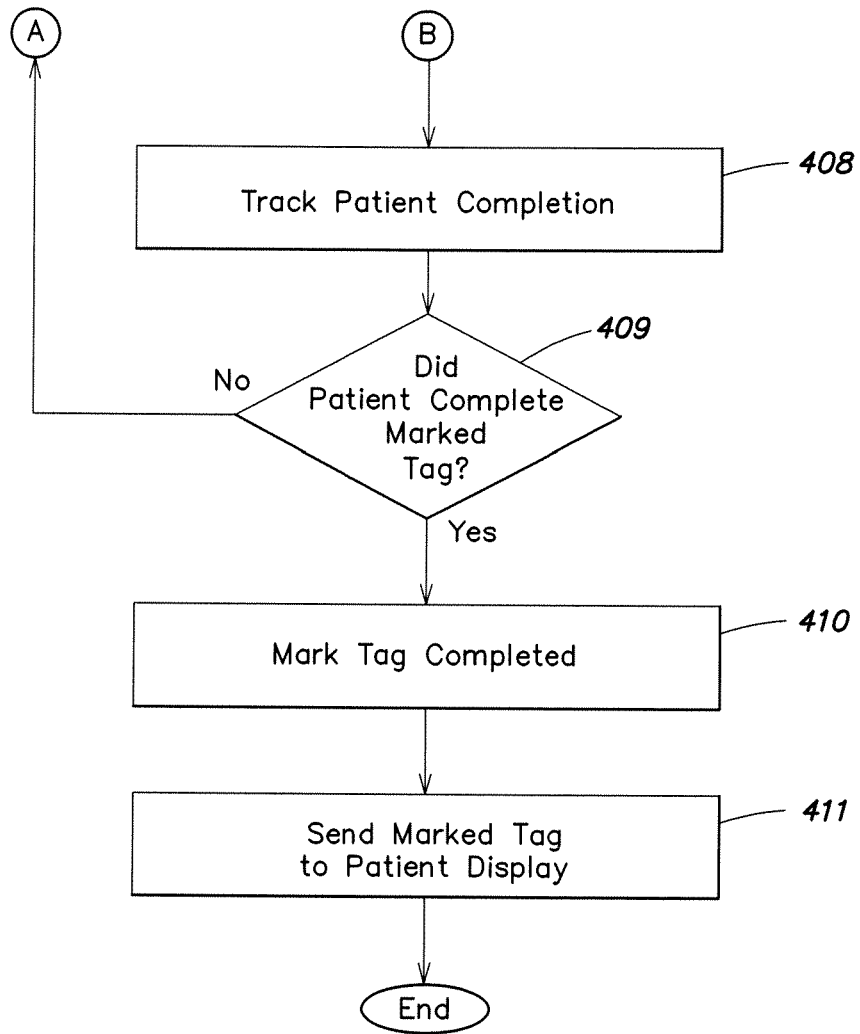 A
B
408
Track Patient Completion
409
No
Did
Patient Complete
Marked
Tag?
Yes
410
Mark Tag Completed
411
Send Marked Tag
to Patient Display
End